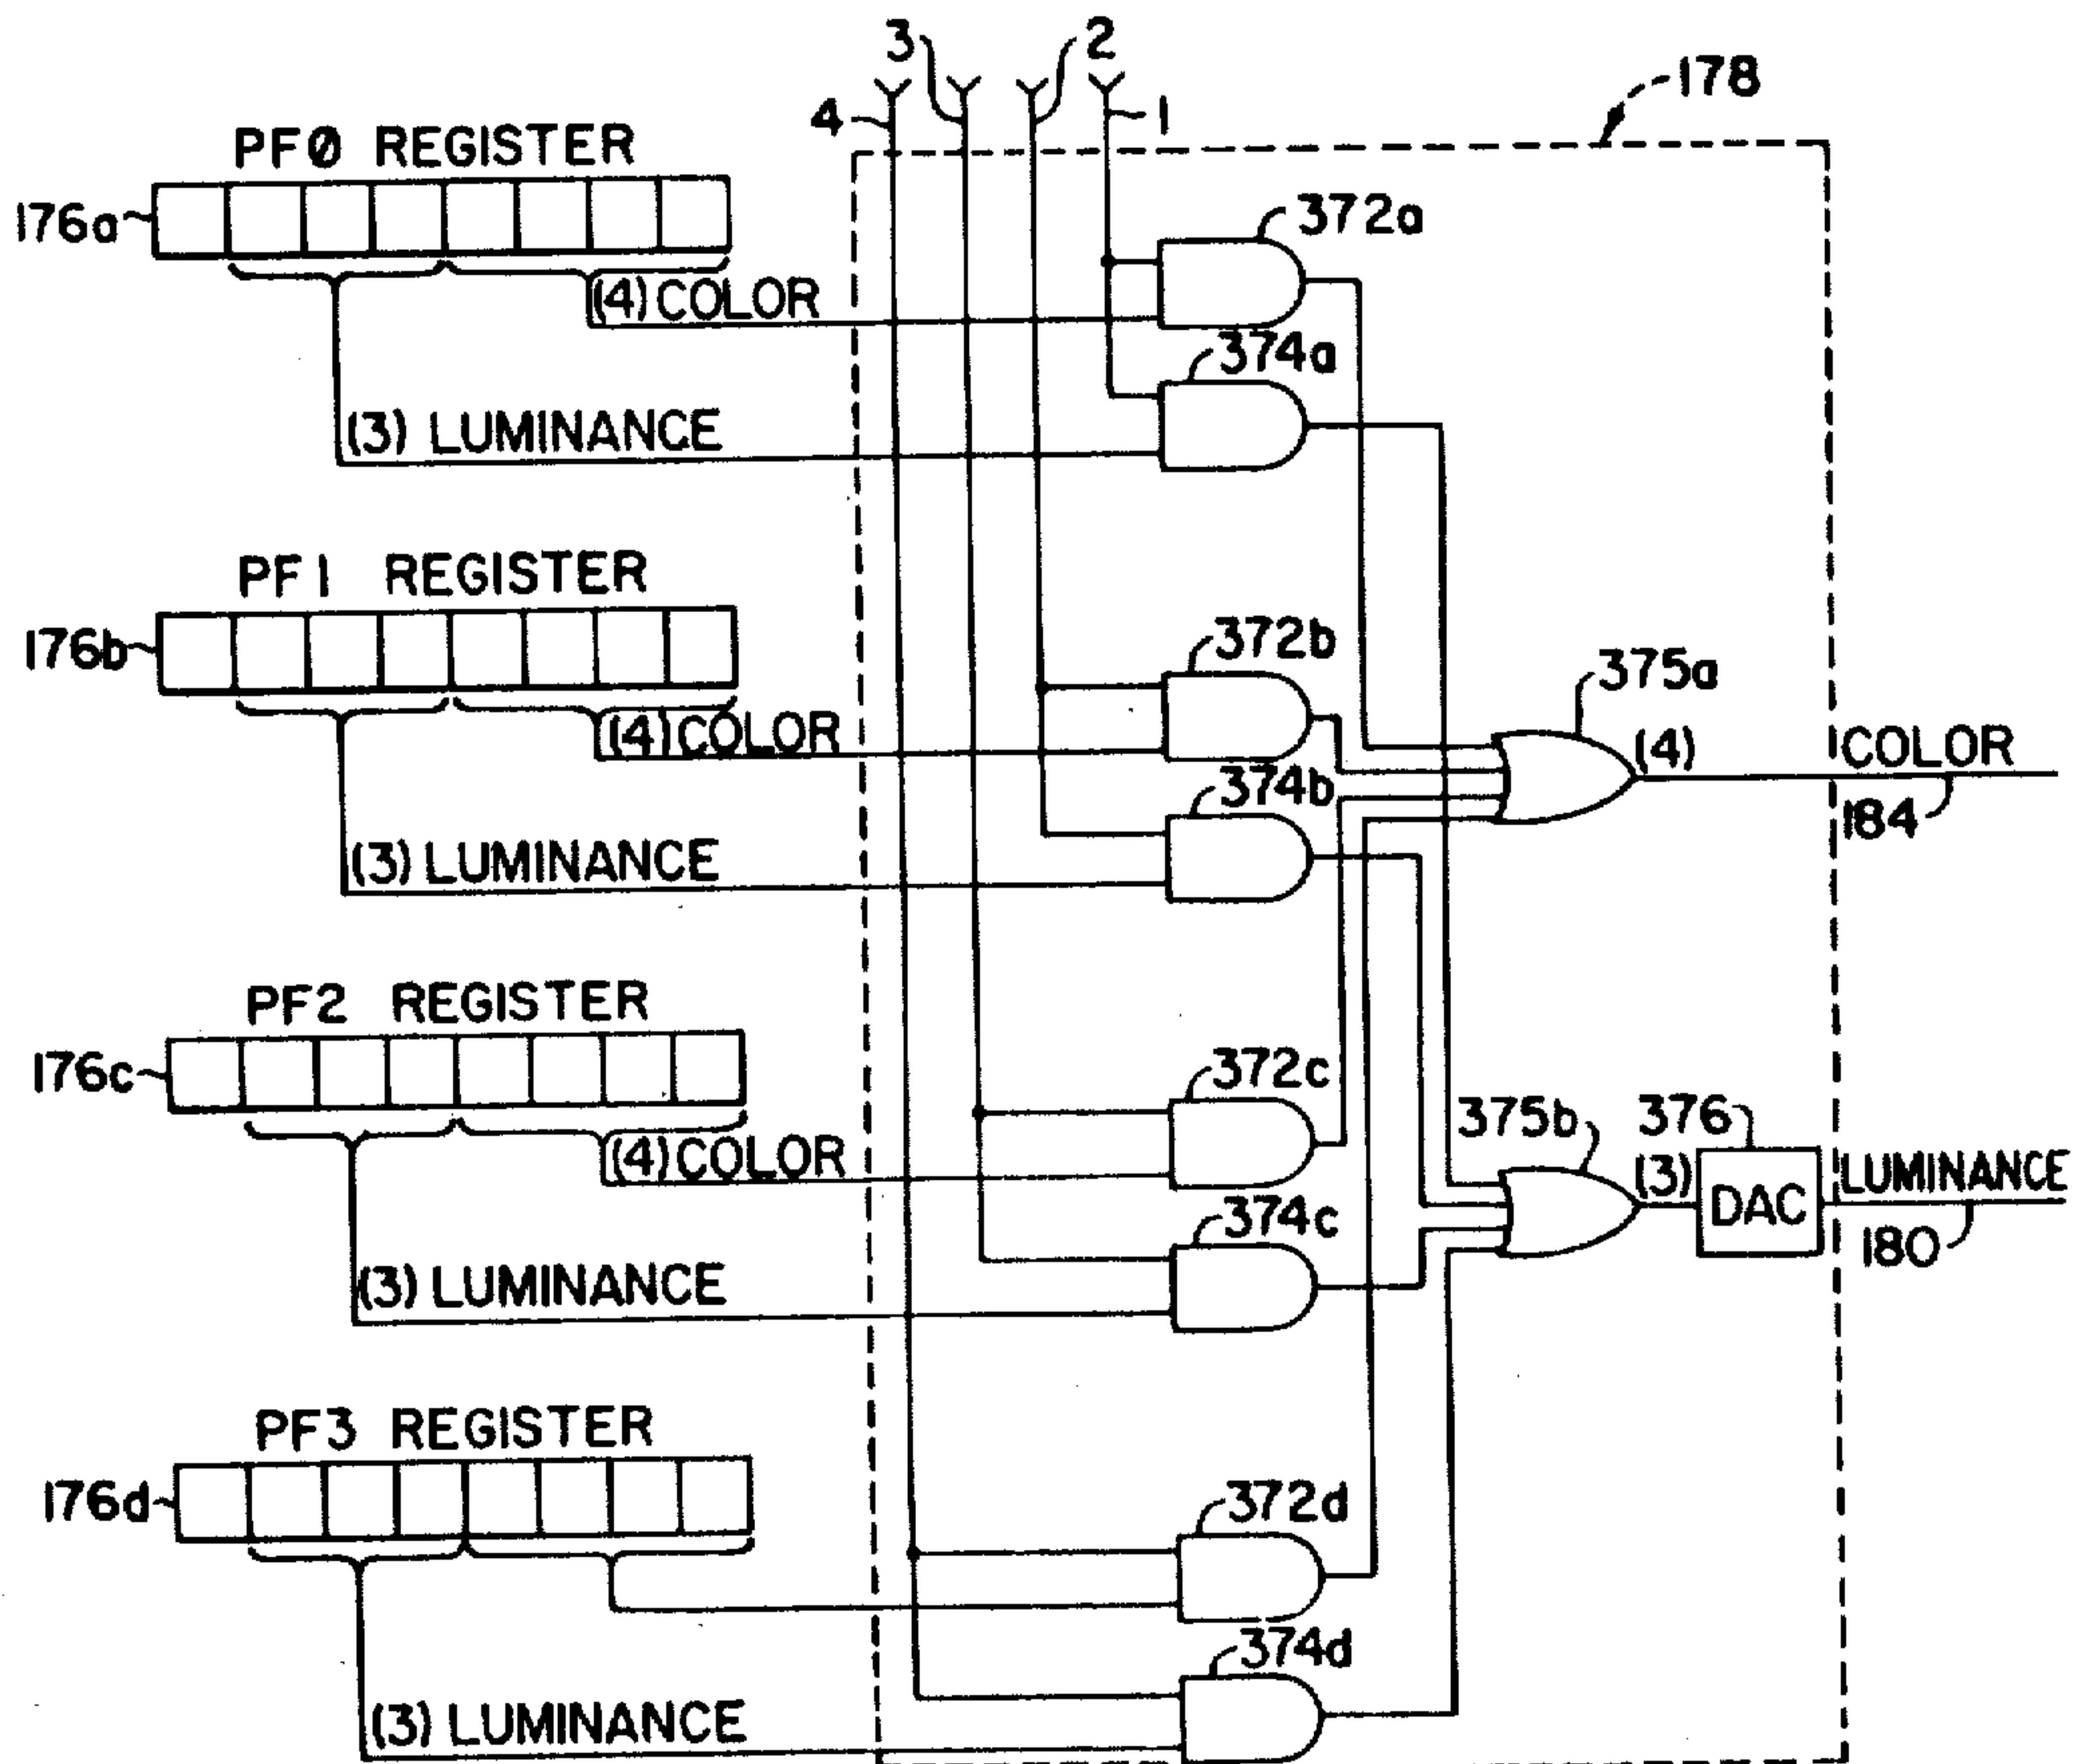 3
2
4
1
178
PFØ REGISTER
176a
372a
(4) COLOR
374a
(3) LUMINANCE
PF1 REGISTER
176b
372b
375a
(4) COLOR
(4)
COLOR
374b
184
(3) LUMINANCE
PF2 REGISTER
176c
372c
375b
376
(4) COLOR
(3)
DAC
LUMINANCE
374c
180
(3) LUMINANCE
PF3 REGISTER
176d
372d
374d
(3) LUMINANCE